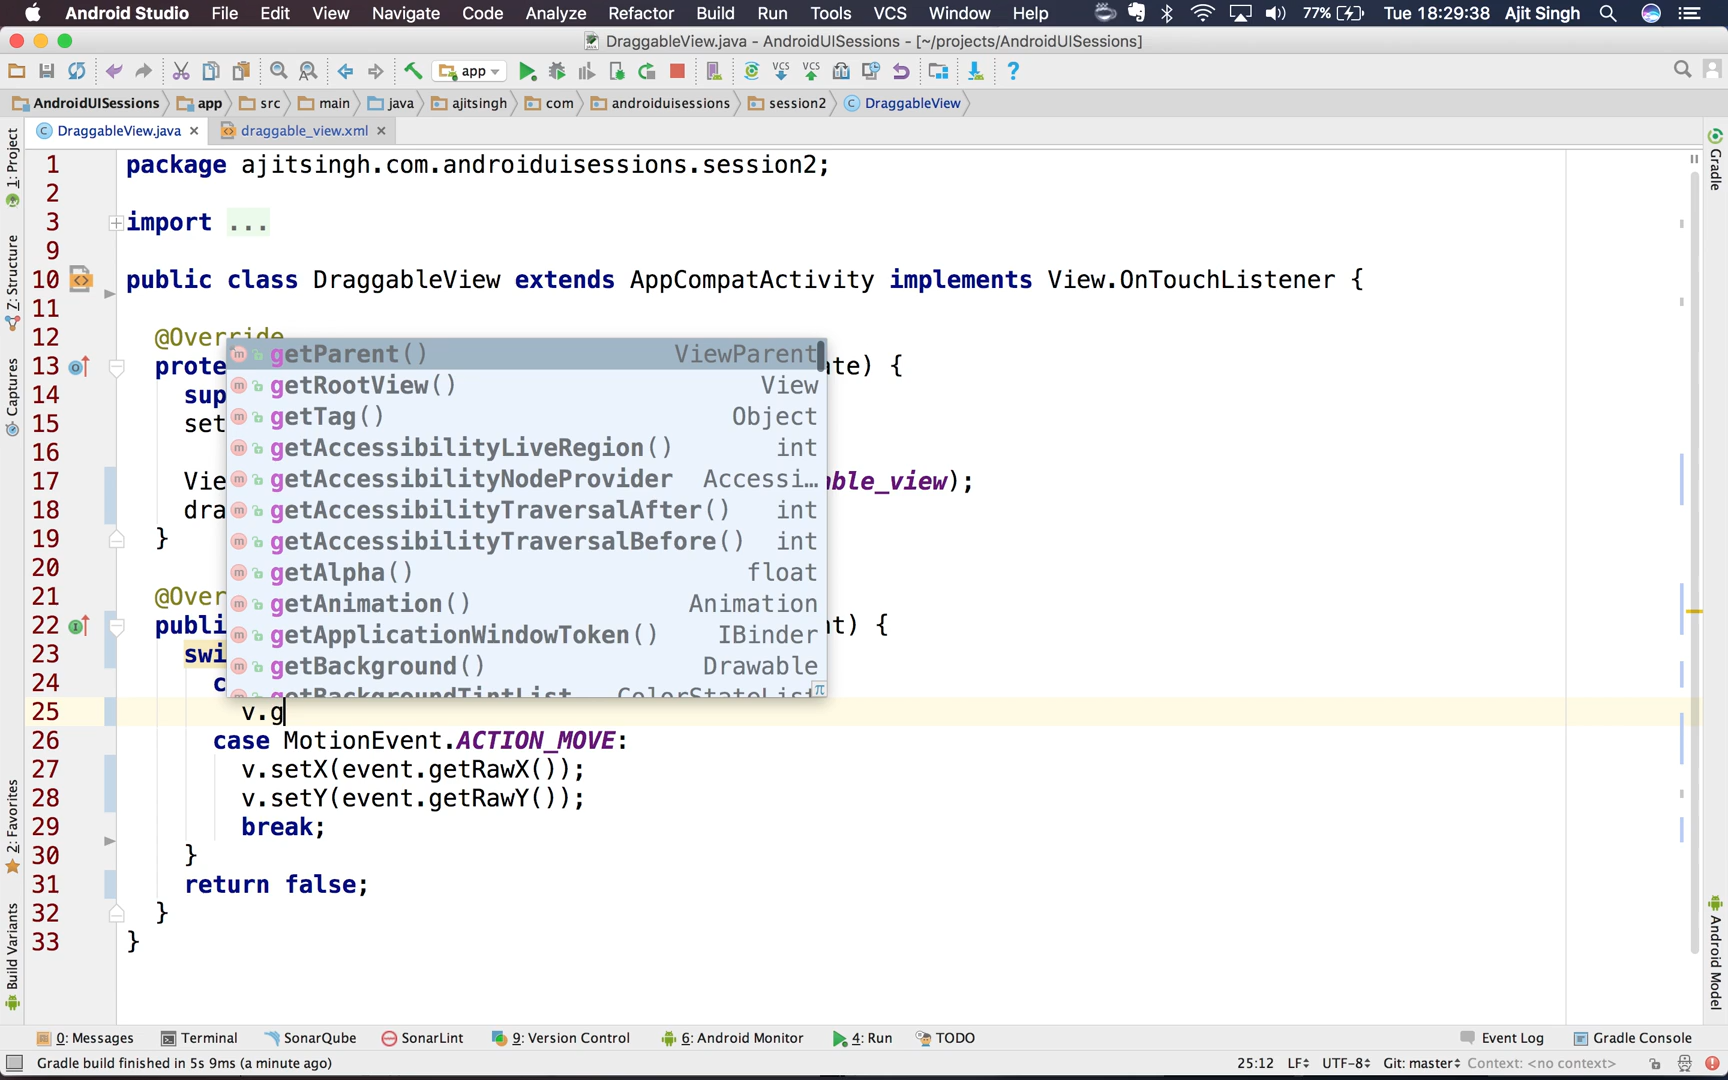 Android Studio File Edit View Navigate Code Analyze Refactor Build Run Tools VCS Window Help 77% Tue 18:29:38 Ajit Singh
DraggableView.java - AndroidUISessions - [~/projects/AndroidUISessions]
app VCS VCS ?
AndroidUISessions app src main java ajitsingh com androiduisessions session2 DraggableView
DraggableView.java draggable_view.xml
1: Project
Z: Structure
Captures
2: Favorites
Build Variants
Gradle
Android Model
1 package ajitsingh.com.androiduisessions.session2;
2
3 import ...
9
10 public class DraggableView extends AppCompatActivity implements View.OnTouchListener {
11
12 @Override
13 prote ate) {
14 sup
15 set
16
17 Vie able_view);
18 dra
19 }
20
21 @Over
22 publi nt) {
23 swi
24 c
25 v.g
26 case MotionEvent.ACTION_MOVE:
27 v.setX(event.getRawX());
28 v.setY(event.getRawY());
29 break;
30 }
31 return false;
32 }
33 }
getParent() ViewParent
getRootView() View
getTag() Object
getAccessibilityLiveRegion() int
getAccessibilityNodeProvider Accessi…
getAccessibilityTraversalAfter() int
getAccessibilityTraversalBefore() int
getAlpha() float
getAnimation() Animation
getApplicationWindowToken() IBinder
getBackground() Drawable
getBackgroundTintList ColorStateList
π
0: Messages Terminal SonarQube SonarLint 9: Version Control 6: Android Monitor 4: Run TODO Event Log Gradle Console
Gradle build finished in 5s 9ms (a minute ago) 25:12 LF UTF-8 Git: master Context: <no context>